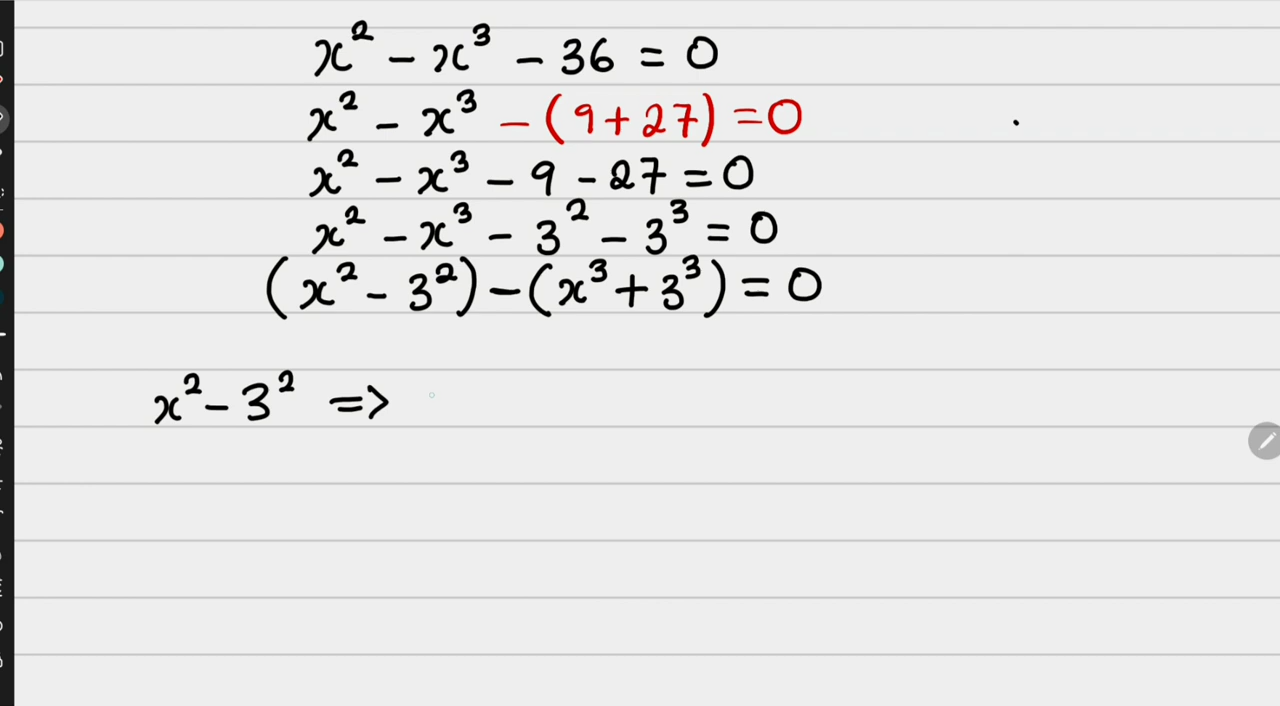 x² - x³ - 36 = 0
x² - x³ - (9+27) = 0
x² - x³ - 9 - 27 = 0
x² - x³ - 3² - 3³ = 0
(x² - 3²) - (x³ + 3³) = 0
x² - 3² =>